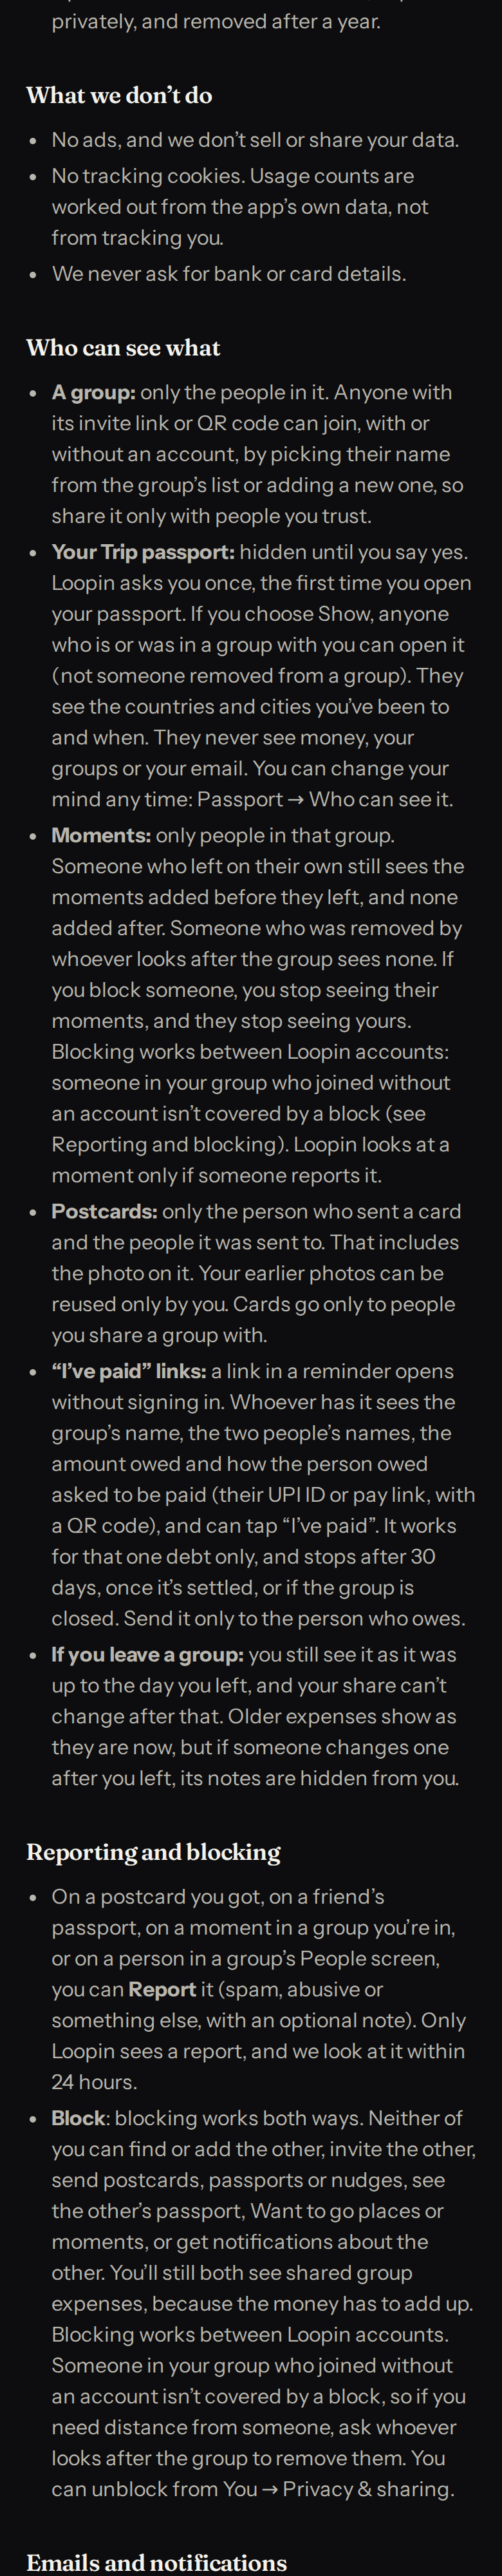 privately, and removed after a year.
What we don’t do
• No ads, and we don’t sell or share your data.
• No tracking cookies. Usage counts are
worked out from the app’s own data, not
from tracking you.
• We never ask for bank or card details.
Who can see what
• A group: only the people in it. Anyone with
its invite link or QR code can join, with or
without an account, by picking their name
from the group’s list or adding a new one, so
share it only with people you trust.
• Your Trip passport: hidden until you say yes.
Loopin asks you once, the first time you open
your passport. If you choose Show, anyone
who is or was in a group with you can open it
(not someone removed from a group). They
see the countries and cities you’ve been to
and when. They never see money, your
groups or your email. You can change your
mind any time: Passport → Who can see it.
• Moments: only people in that group.
Someone who left on their own still sees the
moments added before they left, and none
added after. Someone who was removed by
whoever looks after the group sees none. If
you block someone, you stop seeing their
moments, and they stop seeing yours.
Blocking works between Loopin accounts:
someone in your group who joined without
an account isn’t covered by a block (see
Reporting and blocking). Loopin looks at a
moment only if someone reports it.
• Postcards: only the person who sent a card
and the people it was sent to. That includes
the photo on it. Your earlier photos can be
reused only by you. Cards go only to people
you share a group with.
• “I’ve paid” links: a link in a reminder opens
without signing in. Whoever has it sees the
group’s name, the two people’s names, the
amount owed and how the person owed
asked to be paid (their UPI ID or pay link, with
a QR code), and can tap “I’ve paid”. It works
for that one debt only, and stops after 30
days, once it’s settled, or if the group is
closed. Send it only to the person who owes.
• If you leave a group: you still see it as it was
up to the day you left, and your share can’t
change after that. Older expenses show as
they are now, but if someone changes one
after you left, its notes are hidden from you.
Reporting and blocking
• On a postcard you got, on a friend’s
passport, on a moment in a group you’re in,
or on a person in a group’s People screen,
you can Report it (spam, abusive or
something else, with an optional note). Only
Loopin sees a report, and we look at it within
24 hours.
• Block: blocking works both ways. Neither of
you can find or add the other, invite the other,
send postcards, passports or nudges, see
the other’s passport, Want to go places or
moments, or get notifications about the
other. You’ll still both see shared group
expenses, because the money has to add up.
Blocking works between Loopin accounts.
Someone in your group who joined without
an account isn’t covered by a block, so if you
need distance from someone, ask whoever
looks after the group to remove them. You
can unblock from You → Privacy & sharing.
Emails and notifications